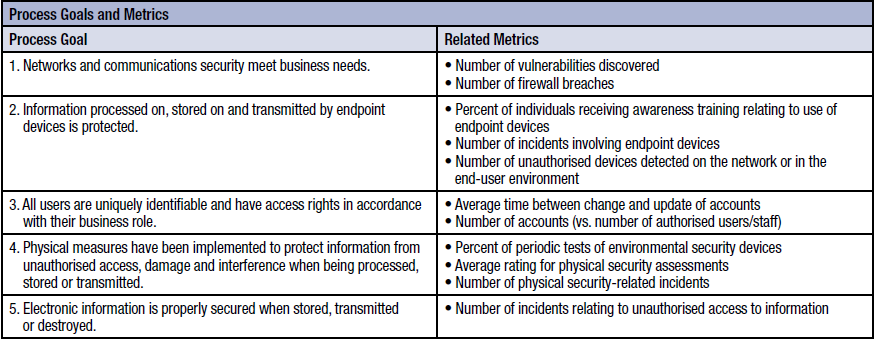 Process Goals and Metrics
Process Goal
Related Metrics
1. Networks and communications security meet business needs.
• Number of vulnerabilities discovered
• Number of firewall breaches
2. Information processed on, stored on and transmitted by endpoint
devices is protected.
• Percent of individuals receiving awareness training relating to use of
endpoint devices
• Number of incidents involving endpoint devices
• Number of unauthorised devices detected on the network or in the
end-user environment
3. All users are uniquely identifiable and have access rights in accordance
with their business role.
• Average time between change and update of accounts
• Number of accounts (vs. number of authorised users/staff)
4. Physical measures have been implemented to protect information from
unauthorised access, damage and interference when being processed,
stored or transmitted.
• Percent of periodic tests of environmental security devices
• Average rating for physical security assessments
• Number of physical security-related incidents
5. Electronic information is properly secured when stored, transmitted
or destroyed.
• Number of incidents relating to unauthorised access to information